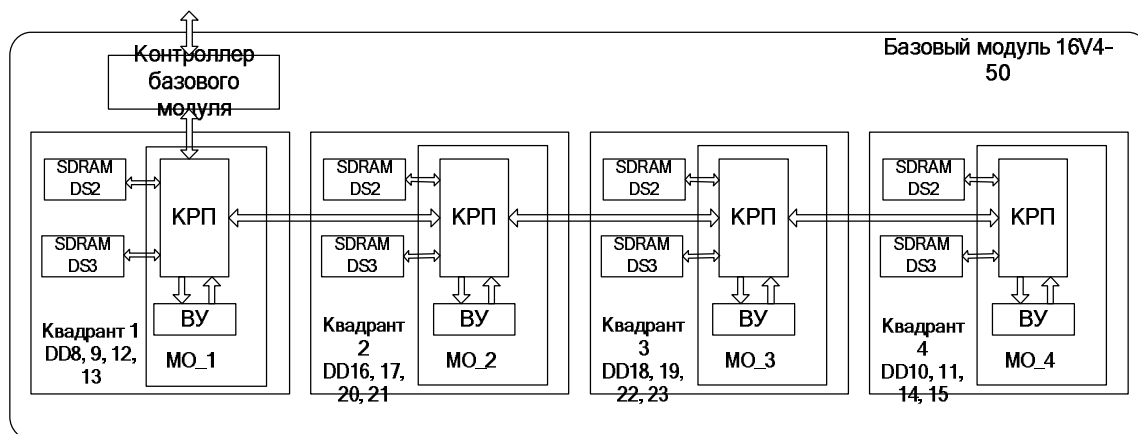 Базовый модуль 16V4-
50
Контроллер
базового
модуля
SDRAM
DS2
SDRAM
DS3
КРП
ВУ
МО_1
Квадрант 1
DD8, 9, 12,
13
SDRAM
DS2
SDRAM
DS3
КРП
ВУ
МО_2
Квадрант
2
DD16, 17,
20, 21
SDRAM
DS2
SDRAM
DS3
КРП
ВУ
МО_3
Квадрант
3
DD18, 19,
22, 23
SDRAM
DS2
SDRAM
DS3
КРП
ВУ
МО_4
Квадрант
4
DD10, 11,
14, 15